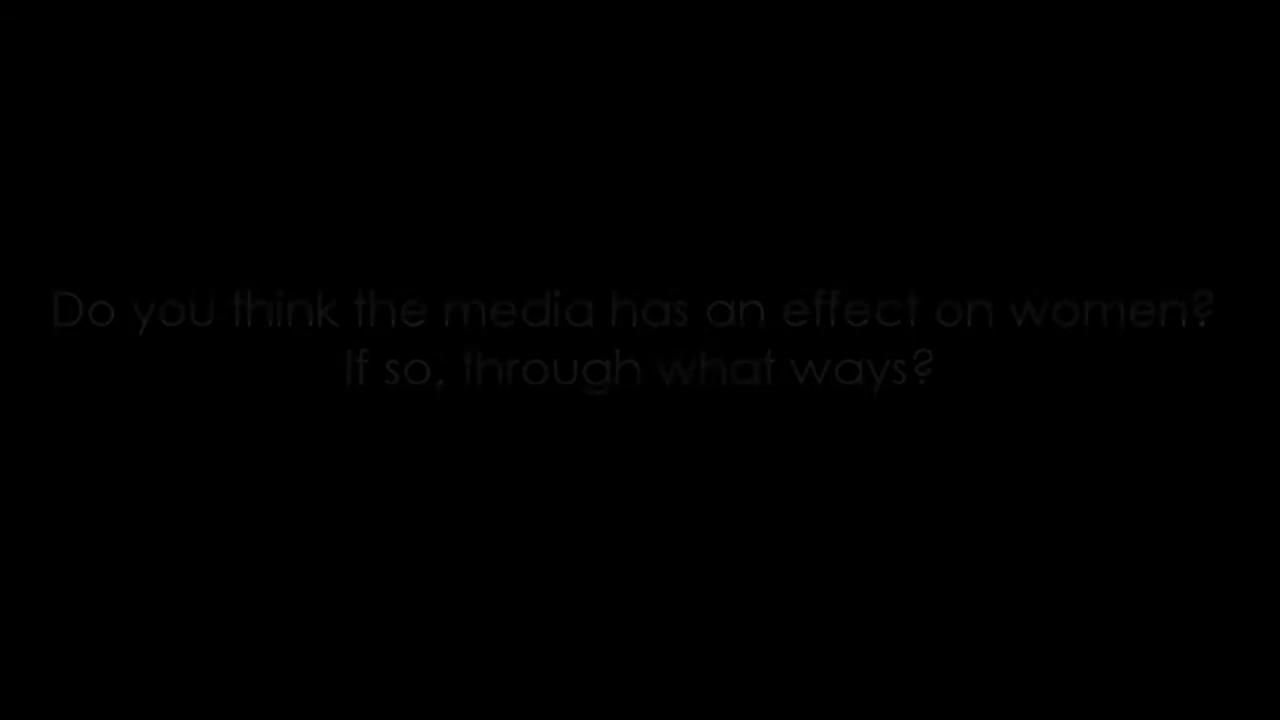 Do you think the media has an effect on women?
If so, through what ways?